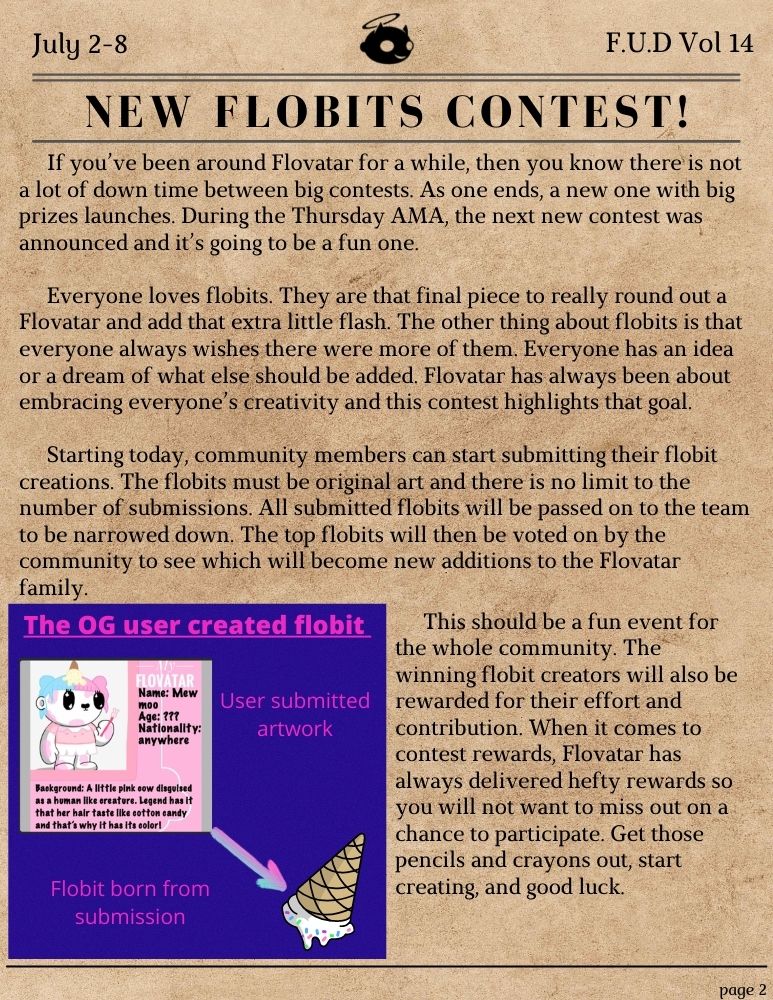 July 2-8
F.U.D Vol 14
NEW FLOBITS CONTEST!
If you've been around Flovatar for a while, then you know there is not
a lot of down time between big contests. As one ends, a new one with big
prizes launches. During the Thursday AMA, the next new contest was
announced and it's going to be a fun one.
Everyone loves flobits. They are that final piece to really round out a
Flovatar and add that extra little flash. The other thing about flobits is that
everyone always wishes there were more of them. Everyone has an idea
or a dream of what else should be added. Flovatar has always been about
embracing everyone's creativity and this contest highlights that goal.
Starting today, community members can start submitting their flobit
creations. The flobits must be original art and there is no limit to the
number of submissions. All submitted flobits will be passed on to the team
to be narrowed down. The top flobits will then be voted on by the
community to see which will become new additions to the Flovatar
family.
The OG user created flobit
MY
FLOVATAR
Name: Mew
moo
Age: ???
Nationality:
anywhere
Background: A little pink cow disguised
as a human like creature. Legend has it
that her hair taste like cotton candy
and that's why it has its color!
User submitted
artwork
Flobit born from
submission
This should be a fun event for
the whole community. The
winning flobit creators will also be
rewarded for their effort and
contribution. When it comes to
contest rewards, Flovatar has
always delivered hefty rewards so
you will not want to miss out on a
chance to participate. Get those
pencils and crayons out, start
creating, and good luck.
page 2